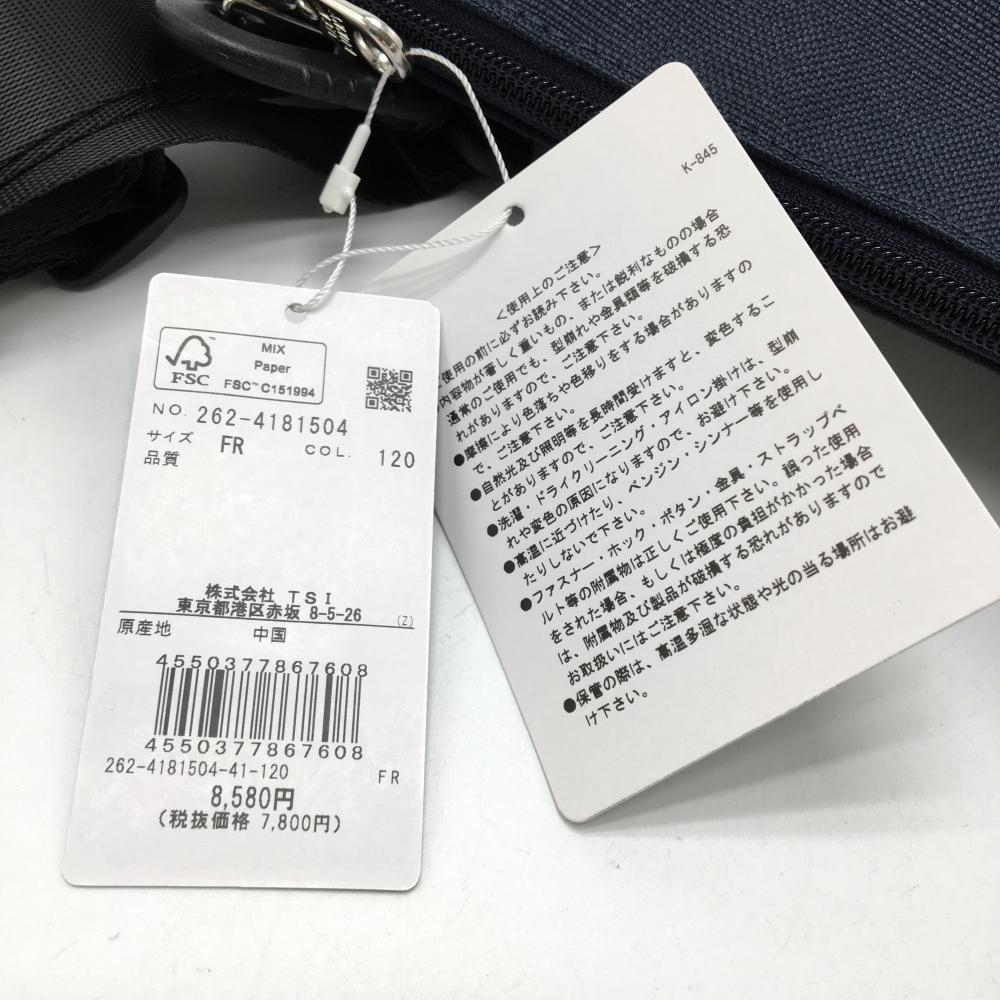 MIX
Paper
FSC™ C151994
FSC
NO. 262-4181504
サイズ FR COL. 120
品質
株式会社 TSI
東京都港区赤坂 8-5-26 (Z)
原産地 中国
4550377867608
4550377867608
262-4181504-41-120 FR
8,580円
(税抜価格 7,800円)
K-845
<使用上のご注意>
使用の前に必ずお読み下さい。
内容物が著しく重いもの、または鋭利なものの場合
通常のご使用でも、型崩れや金具類等を破損する恐
れがありますので、ご注意下さい。
●摩擦により色落ちや色移りをする場合がありますの
で、ご注意下さい。
●自然光及び照明等を長時間受けますと、変色するこ
とがありますので、ご注意下さい。
●洗濯・ドライクリーニング・アイロン掛けは、型崩
れや変色の原因になりますので、お避け下さい。
●高温に近づけたり、ベンジン・シンナー等を使用し
たりしないで下さい。
●ファスナー・ホック・ボタン・金具・ストラップベ
ルト等の附属物は正しくご使用下さい。誤った使用
をされた場合、もしくは極度の負担がかかった場合
は、附属物及び製品が破損する恐れがありますので
お取扱いにはご注意下さい。
●保管の際は、高温多湿な状態や光の当る場所はお避
け下さい。